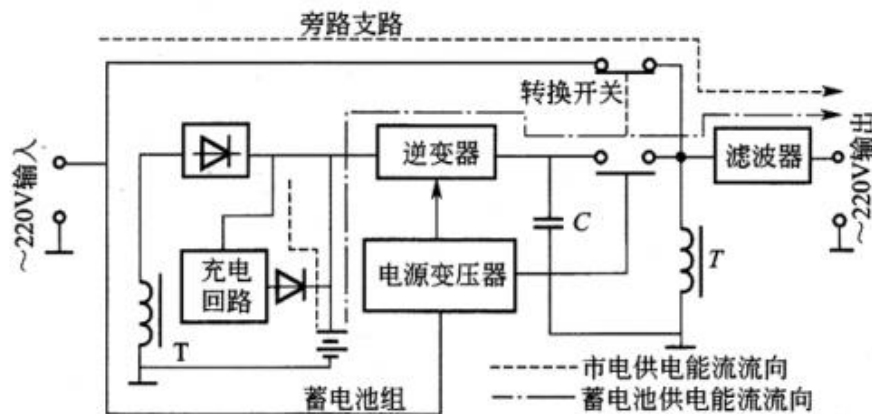 旁路支路
转换开关
～220V输入
逆变器
滤波器
～220V输出
充电
回路
电源变压器
C
T
T
蓄电池组
市电供电能流流向
蓄电池供电能流流向